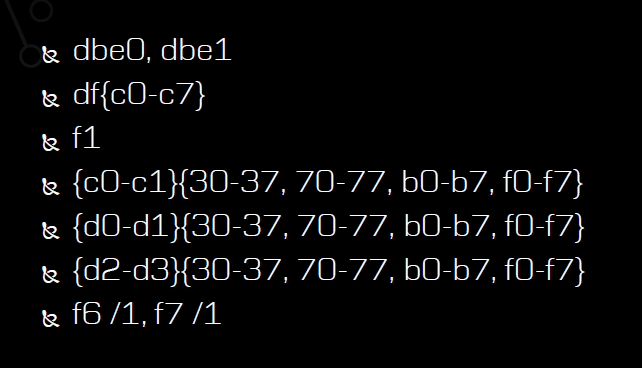 dbe0, dbe1
df{c0-c7}
f1
{c0-c1}{30-37, 70-77, b0-b7, f0-f7}
{d0-d1}{30-37, 70-77, b0-b7, f0-f7}
{d2-d3}{30-37, 70-77, b0-b7, f0-f7}
f6 /1, f7 /1